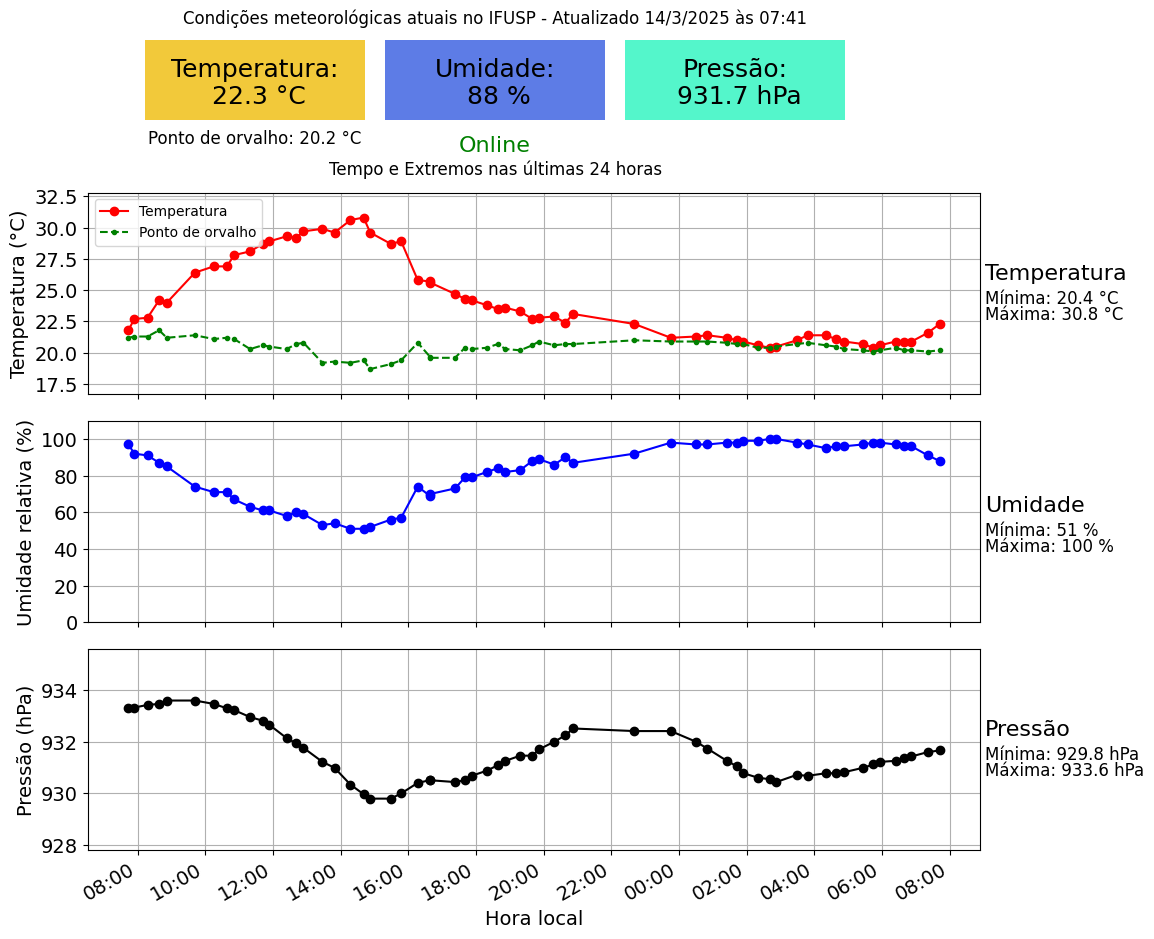 Condições meteorológicas atuais no IFUSP - Atualizado 14/3/2025 às 07:41
Temperatura:
22.3 °C
Umidade:
88 %
Pressão:
931.7 hPa
Ponto de orvalho: 20.2 °C
Online
Tempo e Extremos nas últimas 24 horas
Temperatura (°C)
32.5
30.0
27.5
25.0
22.5
20.0
17.5
Temperatura
Ponto de orvalho
Temperatura
Mínima: 20.4 °C
Máxima: 30.8 °C
Umidade relativa (%)
100
80
60
40
20
0
Umidade
Mínima: 51 %
Máxima: 100 %
Pressão (hPa)
934
932
930
928
Pressão
Mínima: 929.8 hPa
Máxima: 933.6 hPa
08:00 10:00 12:00 14:00 16:00 18:00 20:00 22:00 00:00 02:00 04:00 06:00 08:00
Hora local